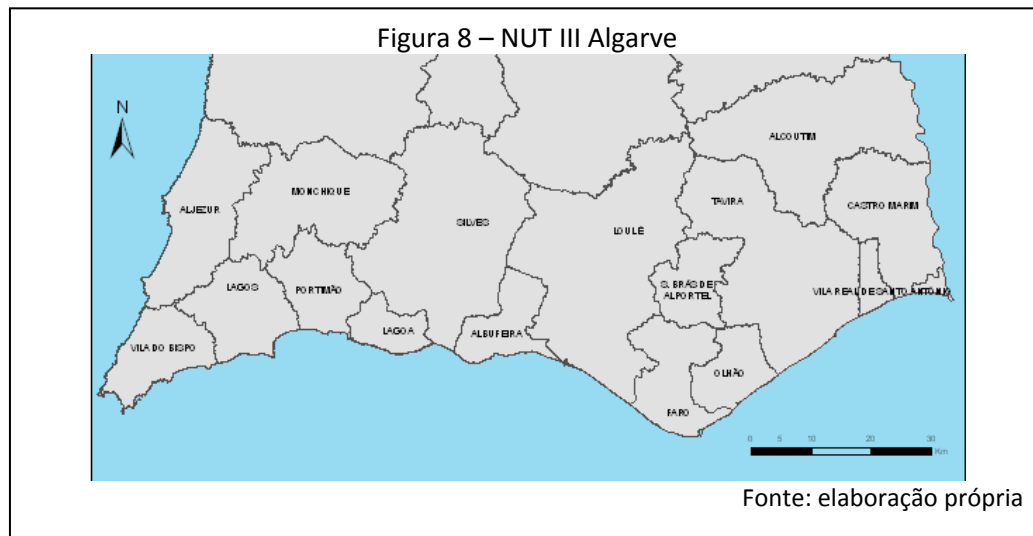 Figura 8 – NUT III Algarve
N
ALCOUTIM
MONCHIQUE
ALJEZUR
TAVIRA
CASTRO MARIM
SILVES
LOULÉ
LAGOS
PORTIMÃO
S. BRÁS DE
ALPORTEL
VILA REAL DE SANTO ANTÓNIO
LAGOA
ALBUFEIRA
VILA DO BISPO
OLHÃO
FARO
0 5 10 20 30
Km
Fonte: elaboração própria